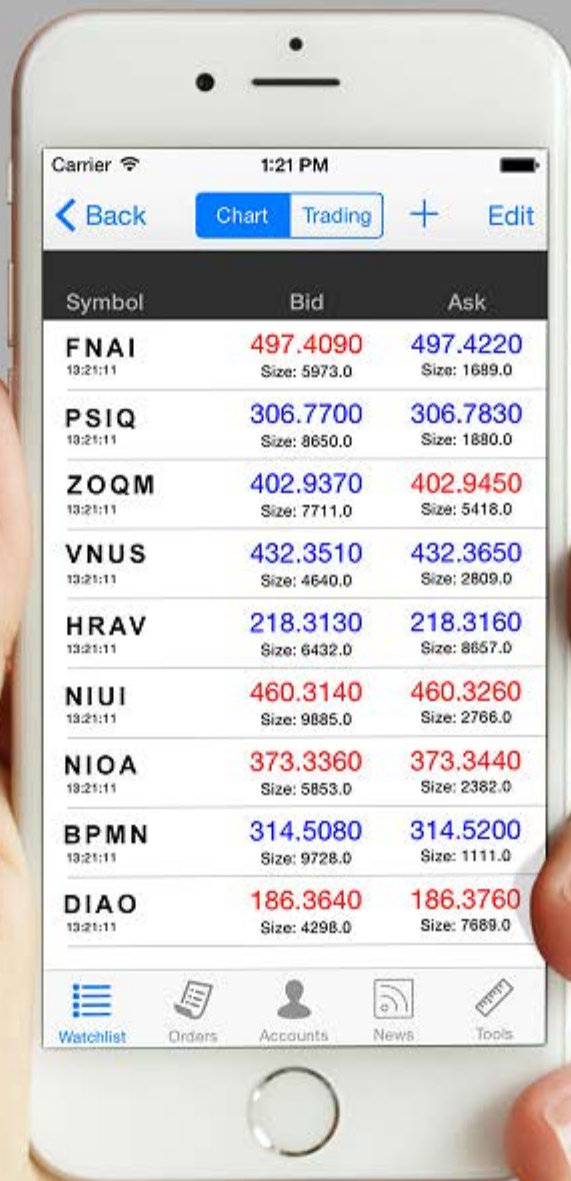 Carrier 1:21 PM
Back Chart Trading + Edit
Symbol Bid Ask
FNAI 497.4090 497.4220
13:21:11 Size: 5973.0 Size: 1689.0
PSIQ 306.7700 306.7830
13:21:11 Size: 8650.0 Size: 1880.0
ZOQM 402.9370 402.9450
13:21:11 Size: 7711.0 Size: 5418.0
VNUS 432.3510 432.3650
13:21:11 Size: 4640.0 Size: 2809.0
HRAV 218.3130 218.3160
13:21:11 Size: 6432.0 Size: 8657.0
NIUI 460.3140 460.3260
13:21:11 Size: 9885.0 Size: 2766.0
NIOA 373.3360 373.3440
13:21:11 Size: 5853.0 Size: 2382.0
BPMN 314.5080 314.5200
13:21:11 Size: 9728.0 Size: 1111.0
DIAO 186.3640 186.3760
13:21:11 Size: 4298.0 Size: 7689.0
Watchlist Orders Accounts News Tools